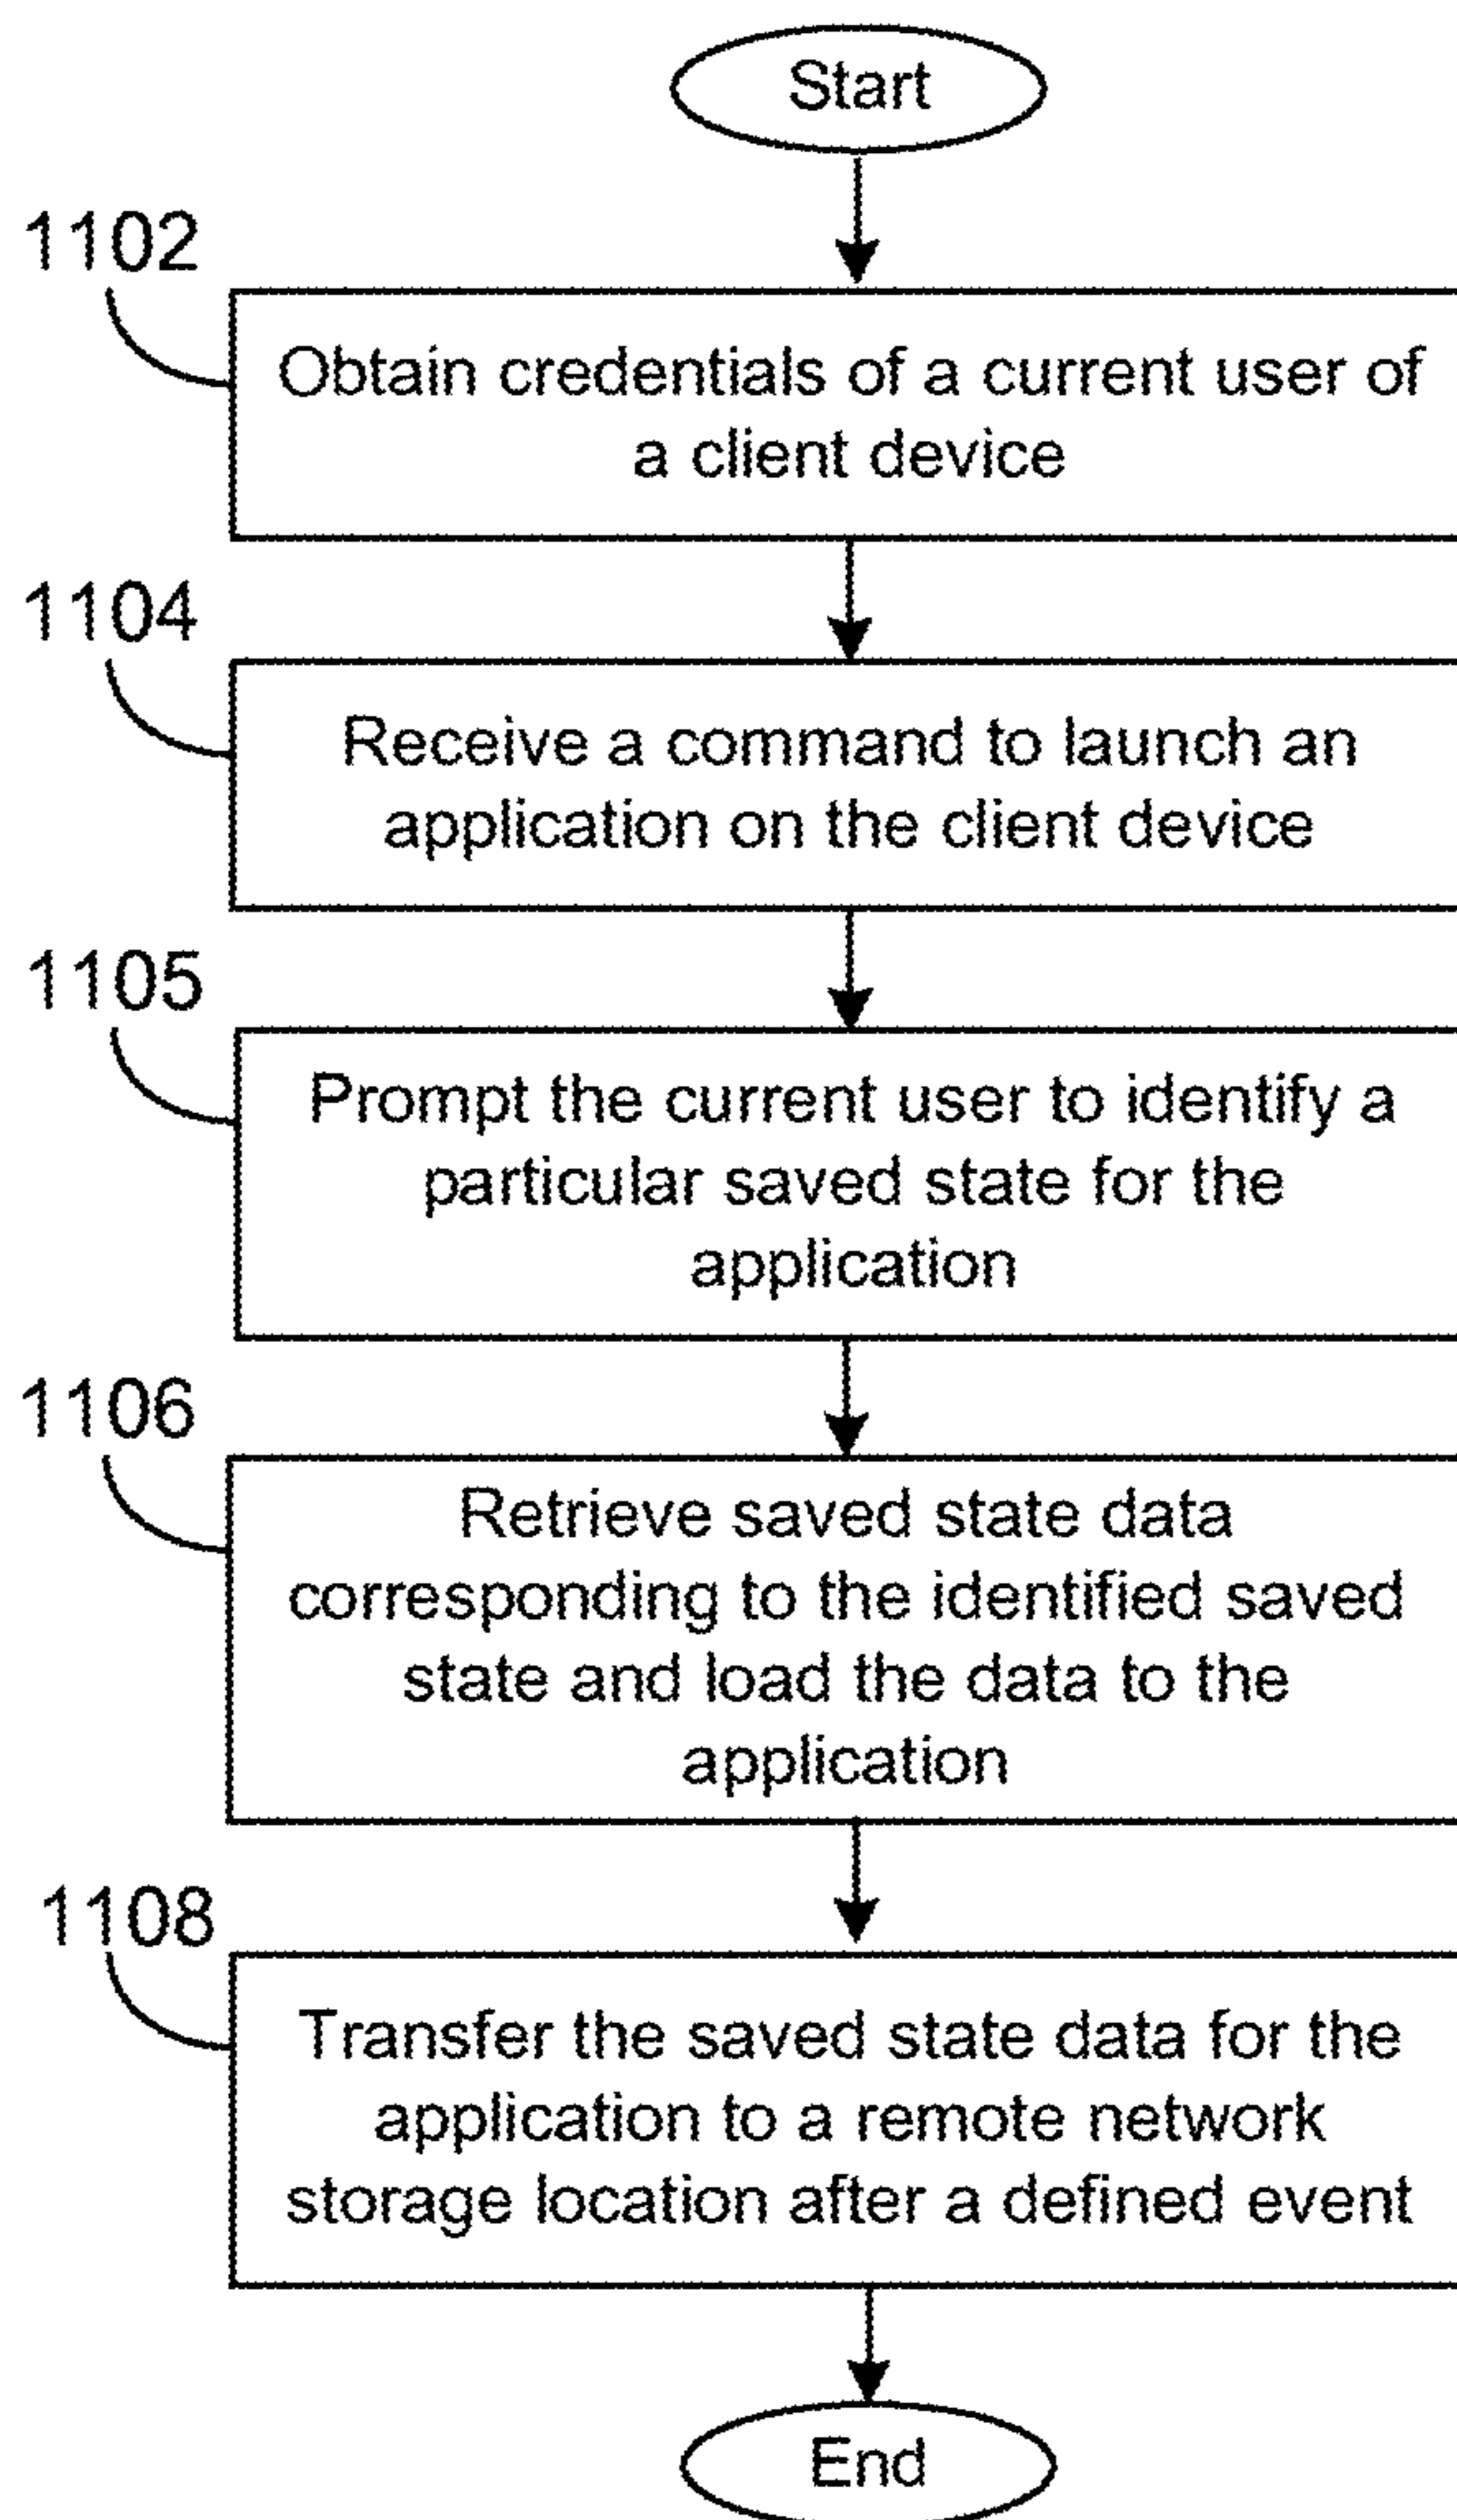 Start
1102
Obtain credentials of a current user of
a client device
1104
Receive a command to launch an
application on the client device
1105
Prompt the current user to identify a
particular saved state for the
application
1106
Retrieve saved state data
corresponding to the identified saved
state and load the data to the
application
1108
Transfer the saved state data for the
application to a remote network
storage location after a defined event
End